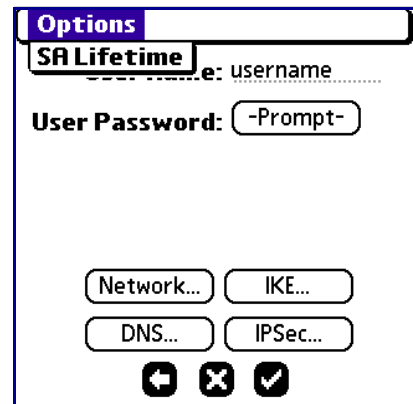 Options
SA Lifetime
username
User Password: -Prompt-
Network... IKE...
DNS... IPSec...